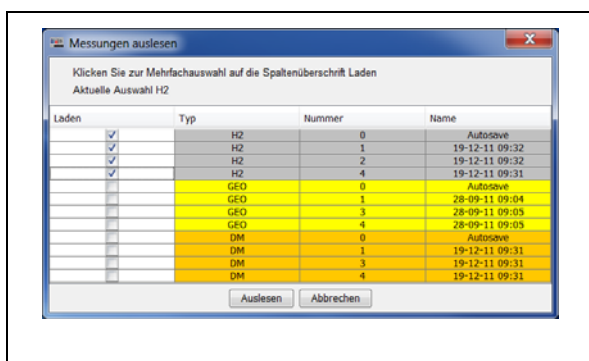 Messungen auslesen
Klicken Sie zur Mehrfachauswahl auf die Spaltenüberschrift Laden
Aktuelle Auswahl H2
Laden Typ Nummer Name
H2 0 Autosave
H2 1 19-12-11 09:32
H2 2 19-12-11 09:32
H2 4 19-12-11 09:31
GEO 0 Autosave
GEO 1 28-09-11 09:04
GEO 3 28-09-11 09:05
GEO 4 28-09-11 09:05
DM 0 Autosave
DM 1 19-12-11 09:31
DM 3 19-12-11 09:31
DM 4 19-12-11 09:31
Auslesen Abbrechen